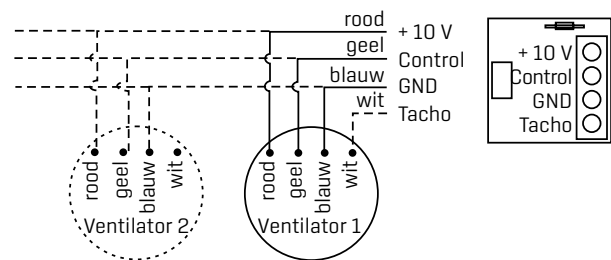 rood
+ 10 V
geel
Control
blauw
GND
wit
Tacho
+ 10 V
Control
GND
Tacho
rood
geel
blauw
wit
Ventilator 2
rood
geel
blauw
wit
Ventilator 1